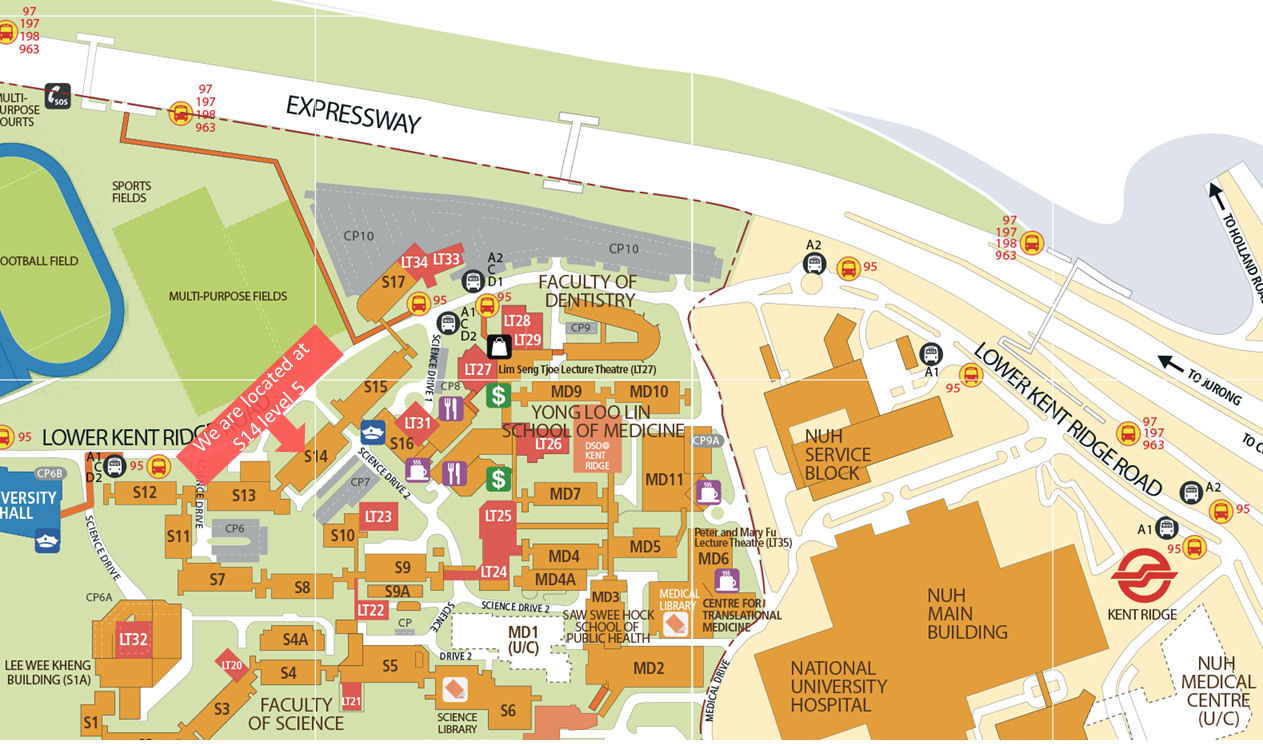 97
197
198
963
MULTI-
PURPOSE
COURTS
SOS
97
197
198
963
EXPRESSWAY
SPORTS
FIELDS
FOOTBALL FIELD
MULTI-PURPOSE FIELDS
CP10
CP10
LT34
LT33
S17
A2
C
D1
95
95
A1
C
D2
FACULTY OF
DENTISTRY
LT28
LT29
CP9
LT27
Lim Seng Tjoe Lecture Theatre (LT27)
SCIENCE DRIVE 1
CP8
S15
MD9
MD10
$
YONG LOO LIN
SCHOOL OF MEDICINE
LT31
S16
LT26
DSO@
KENT
RIDGE
CP9A
MD11
We are located at
S14 level 5
LOWER KENT RIDGE ROAD
95
S14
SCIENCE DRIVE 2
$
CP6B
A1
C
D2
95
S12
SCIENCE DRIVE
S13
CP7
MD7
UNIVERSITY
HALL
S11
CP6
S10
LT23
LT25
MD5
Peter and Mary Fu
Lecture Theatre (LT35)
MD6
SCIENCE DRIVE
S7
S8
S9
S9A
LT24
MD4
MD4A
CP6A
LT22
CP
SCIENCE
DRIVE 2
SCIENCE DRIVE 2
MD3
SAW SWEE HOCK
SCHOOL OF
PUBLIC HEALTH
MEDICAL
LIBRARY
CENTRE FOR
TRANSLATIONAL
MEDICINE
LT32
S4A
MD1
(U/C)
LEE WEE KHENG
BUILDING (S1A)
LT20
S4
S5
MD2
S1
S3
FACULTY
OF SCIENCE
LT21
SCIENCE
LIBRARY
S6
MEDICAL DRIVE
A2
95
97
197
198
963
TO HOLLAND ROAD
A1
95
LOWER KENT RIDGE ROAD
TO JURONG
97
197
963
NUH
SERVICE
BLOCK
A2
95
A1
95
KENT RIDGE
NUH
MAIN
BUILDING
NATIONAL
UNIVERSITY
HOSPITAL
NUH
MEDICAL
CENTRE
(U/C)